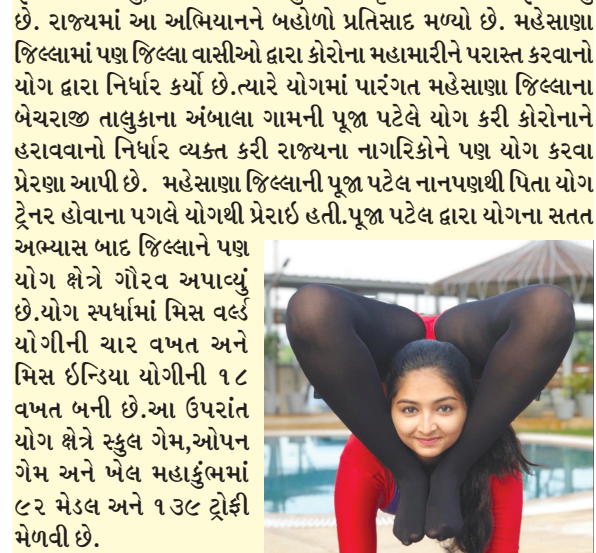 છે. રાજ્યમાં આ અભિયાનને બહોળો પ્રતિસાદ મળ્યો છે. મહેસાણા
જિલ્લામાં પણ જિલ્લા વાસીઓ દ્વારા કોરોના મહામારીને પરાસ્ત કરવાનો
યોગ દ્વારા નિર્ધાર કર્યો છે.ત્યારે યોગમાં પારંગત મહેસાણા જિલ્લાના
બેચરાજી તાલુકાના અંબાલા ગામની પૂજા પટેલે યોગ કરી કોરોનાને
હરાવવાનો નિર્ધાર વ્યક્ત કરી રાજ્યના નાગરિકોને પણ યોગ કરવા
પ્રેરણા આપી છે. મહેસાણા જિલ્લાની પૂજા પટેલ નાનપણથી પિતા યોગ
ટ્રેનર હોવાના પગલે યોગથી પ્રેરાઇ હતી.પૂજા પટેલ દ્વારા યોગના સતત
અભ્યાસ બાદ જિલ્લાને પણ
યોગ ક્ષેત્રે ગૌરવ અપાવ્યું
છે.યોગ સ્પર્ધામાં મિસ વર્લ્ડ
યોગીની ચાર વખત અને
મિસ ઇન્ડિયા યોગીની ૧૮
વખત બની છે.આ ઉપરાંત
યોગ ક્ષેત્રે સ્કુલ ગેમ,ઓપન
ગેમ અને ખેલ મહાકુંભમાં
૯૨ મેડલ અને ૧૩૯ ટ્રોફી
મેળવી છે.